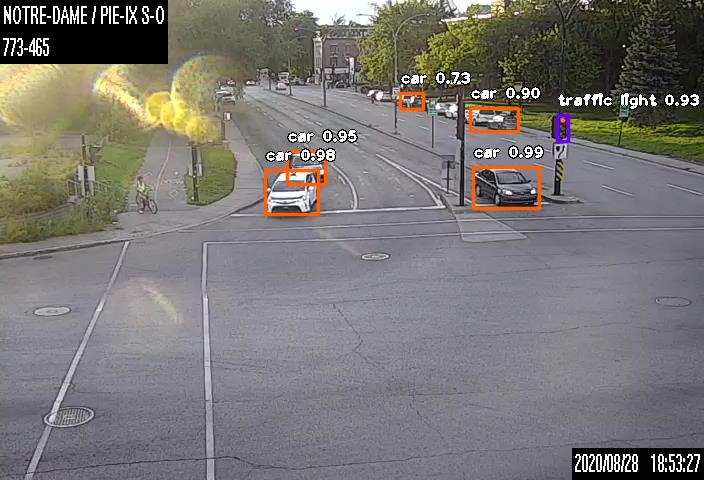 NOTRE-DAME / PIE-IX S-O
773-465
car 0.73
car 0.90
traffic light 0.93
car 0.95
car 0.98
car 0.99
2020/08/28 18:53:27